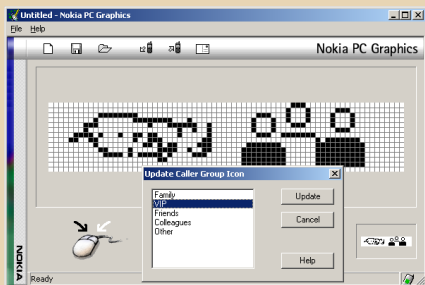 Untitled - Nokia PC Graphics
File Help
Nokia PC Graphics
Update Caller Group Icon
Family
VIP
Friends
Colleagues
Other
Update
Cancel
Help
NOKIA
Ready